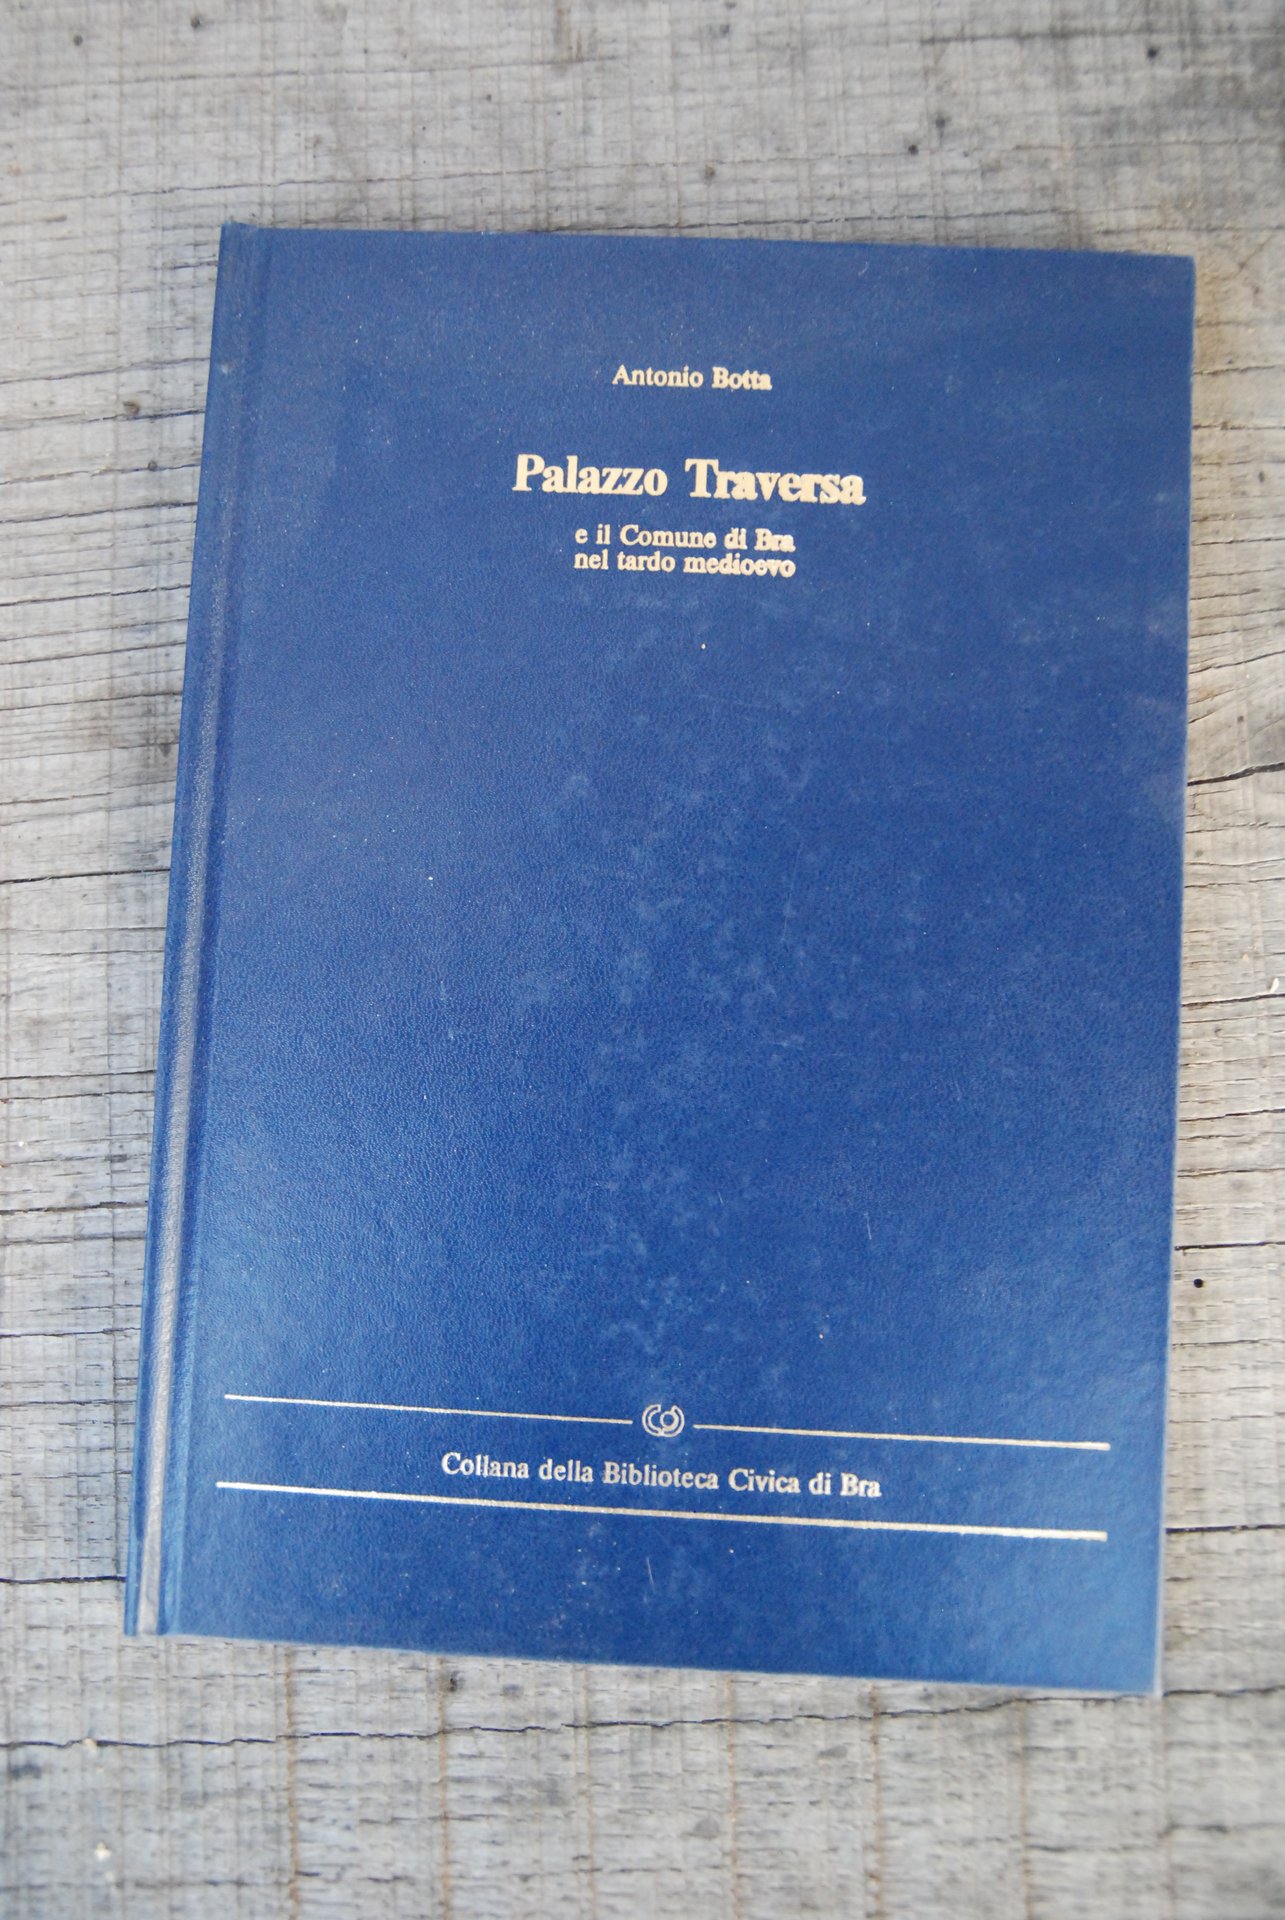 Antonio Botta
Palazzo Traversa
e il Comune di Bra
nel tardo medioevo
Collana della Biblioteca Civica di Bra